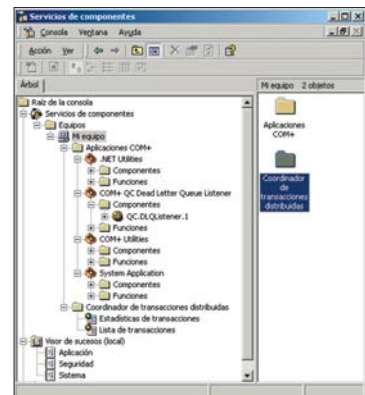 Servicios de componentes
Consola Ventana Ayuda
Acción Ver
Árbol
Mi equipo 2 objetos
Raíz de la consola
Servicios de componentes
Equipos
Mi equipo
Aplicaciones COM+
.NET Utilities
Componentes
Funciones
COM+ QC Dead Letter Queue Listener
Componentes
QC.DLQListener.1
Funciones
COM+ Utilities
Componentes
Funciones
System Application
Componentes
Funciones
Coordinador de transacciones distribuidas
Estadísticas de transacciones
Lista de transacciones
Visor de sucesos (local)
Aplicación
Seguridad
Sistema
Aplicaciones
COM+
Coordinador
de
transacciones
distribuidas